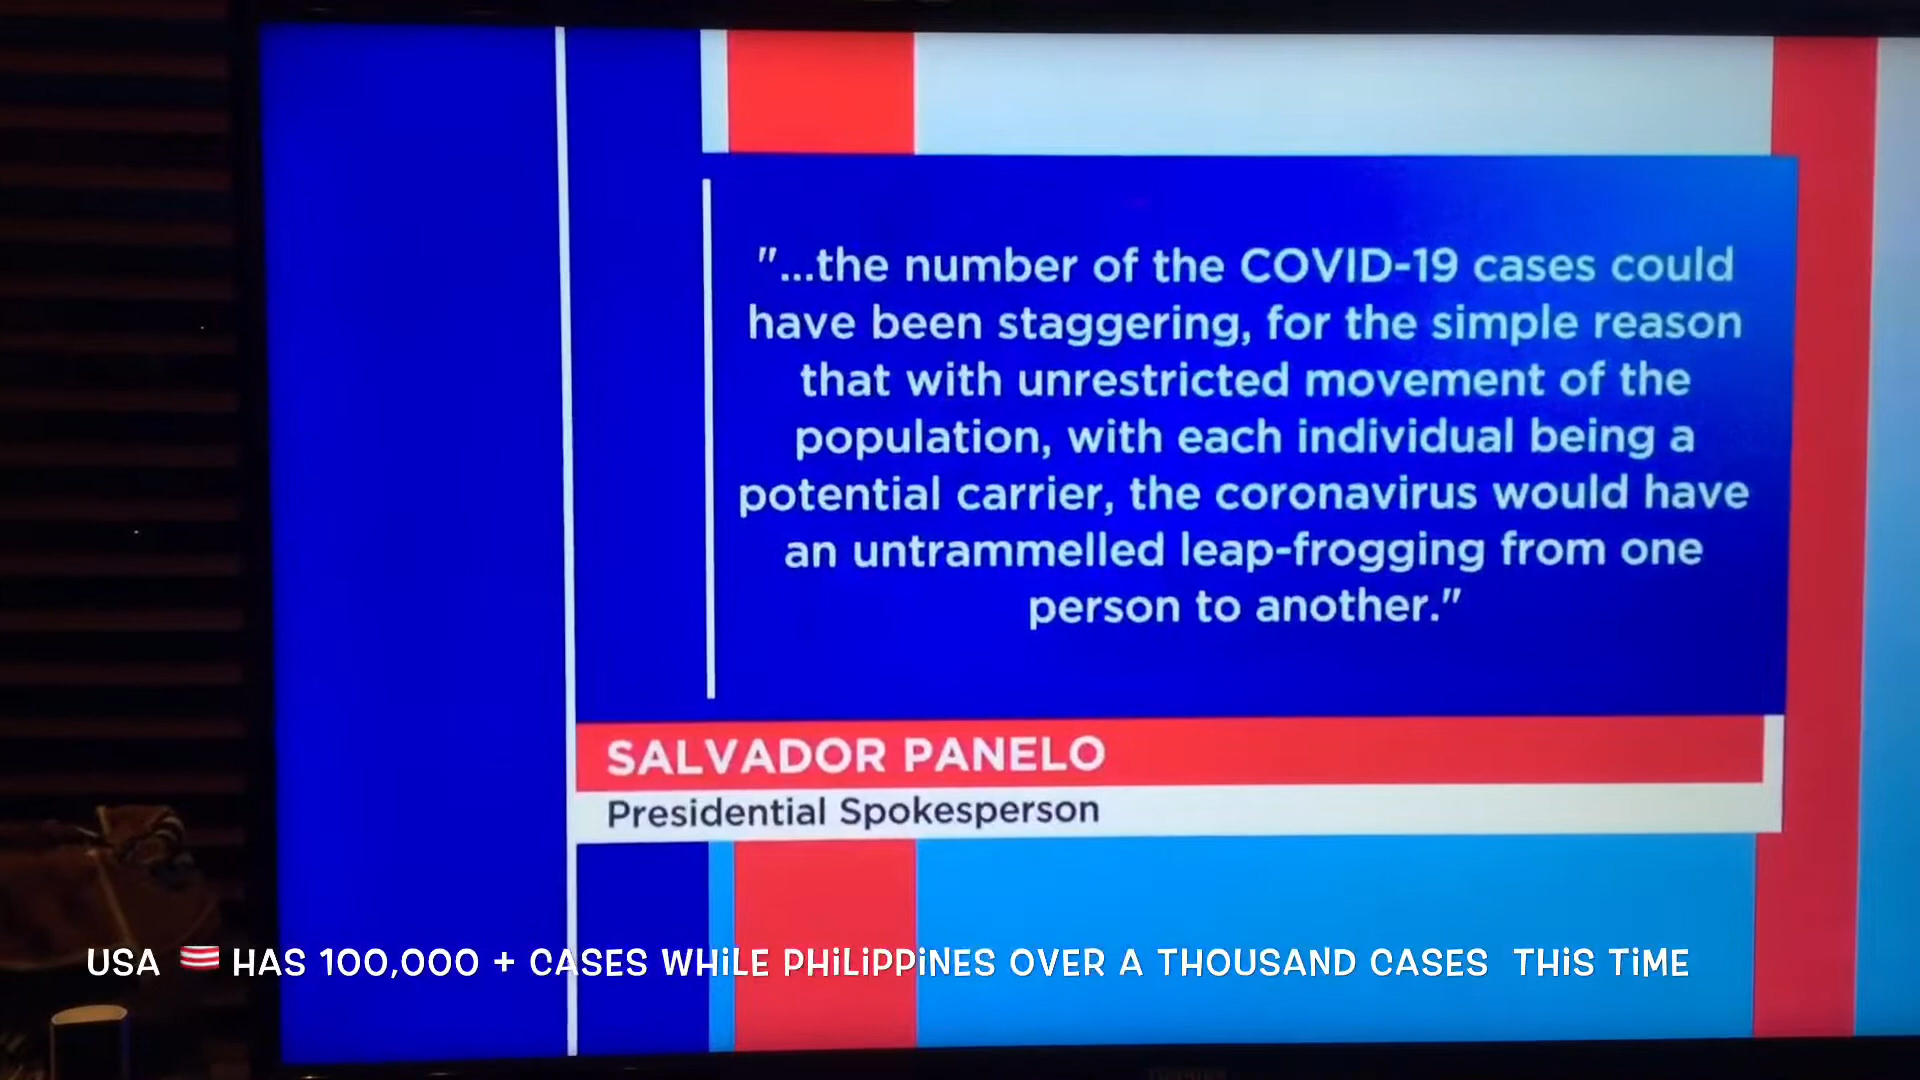 "...the number of the COVID-19 cases could
have been staggering, for the simple reason
that with unrestricted movement of the
population, with each individual being a
potential carrier, the coronavirus would have
an untrammelled leap-frogging from one
person to another."
SALVADOR PANELO
Presidential Spokesperson
USA HAS 100,000 + CASES WHiLE PHiLiPPiNES OVER A THOUSAND CASES THiS TiME